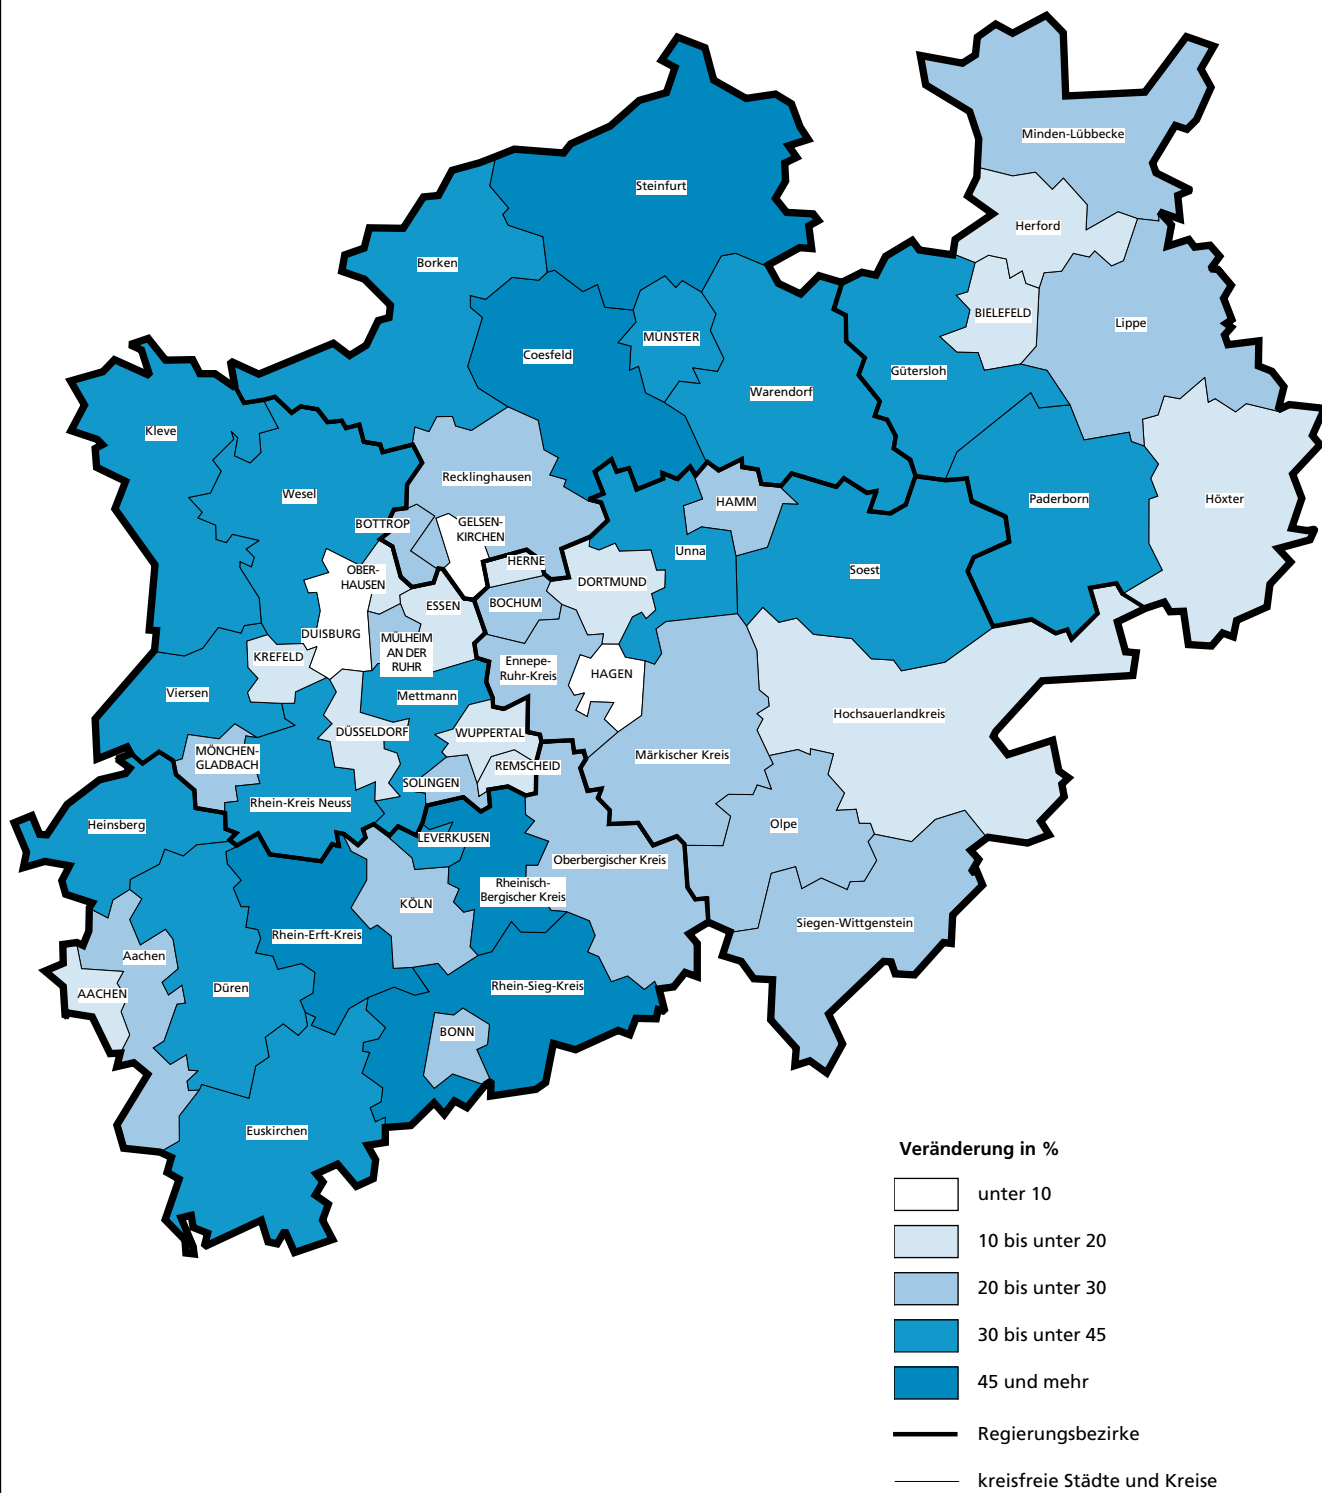 Minden-Lübbecke
Steinfurt
Herford
Borken
BIELEFELD
Lippe
MÜNSTER
Coesfeld
Gütersloh
Warendorf
Kleve
Recklinghausen
Wesel
Paderborn
Höxter
HAMM
BOTTROP
GELSEN-
KIRCHEN
Unna
HERNE
OBER-
HAUSEN
Soest
DORTMUND
ESSEN
BOCHUM
DUISBURG
MÜLHEIM
AN DER
RUHR
KREFELD
Ennepe-
Ruhr-Kreis
HAGEN
Viersen
Mettmann
Hochsauerlandkreis
DÜSSELDORF
WUPPERTAL
MÖNCHEN-
GLADBACH
Märkischer Kreis
REMSCHEID
SOLINGEN
Rhein-Kreis Neuss
Heinsberg
Olpe
LEVERKUSEN
Oberbergischer Kreis
Rheinisch-
Bergischer Kreis
KÖLN
Siegen-Wittgenstein
Rhein-Erft-Kreis
Aachen
Rhein-Sieg-Kreis
Düren
AACHEN
BONN
Euskirchen
Veränderung in %
unter 10
10 bis unter 20
20 bis unter 30
30 bis unter 45
45 und mehr
Regierungsbezirke
kreisfreie Städte und Kreise